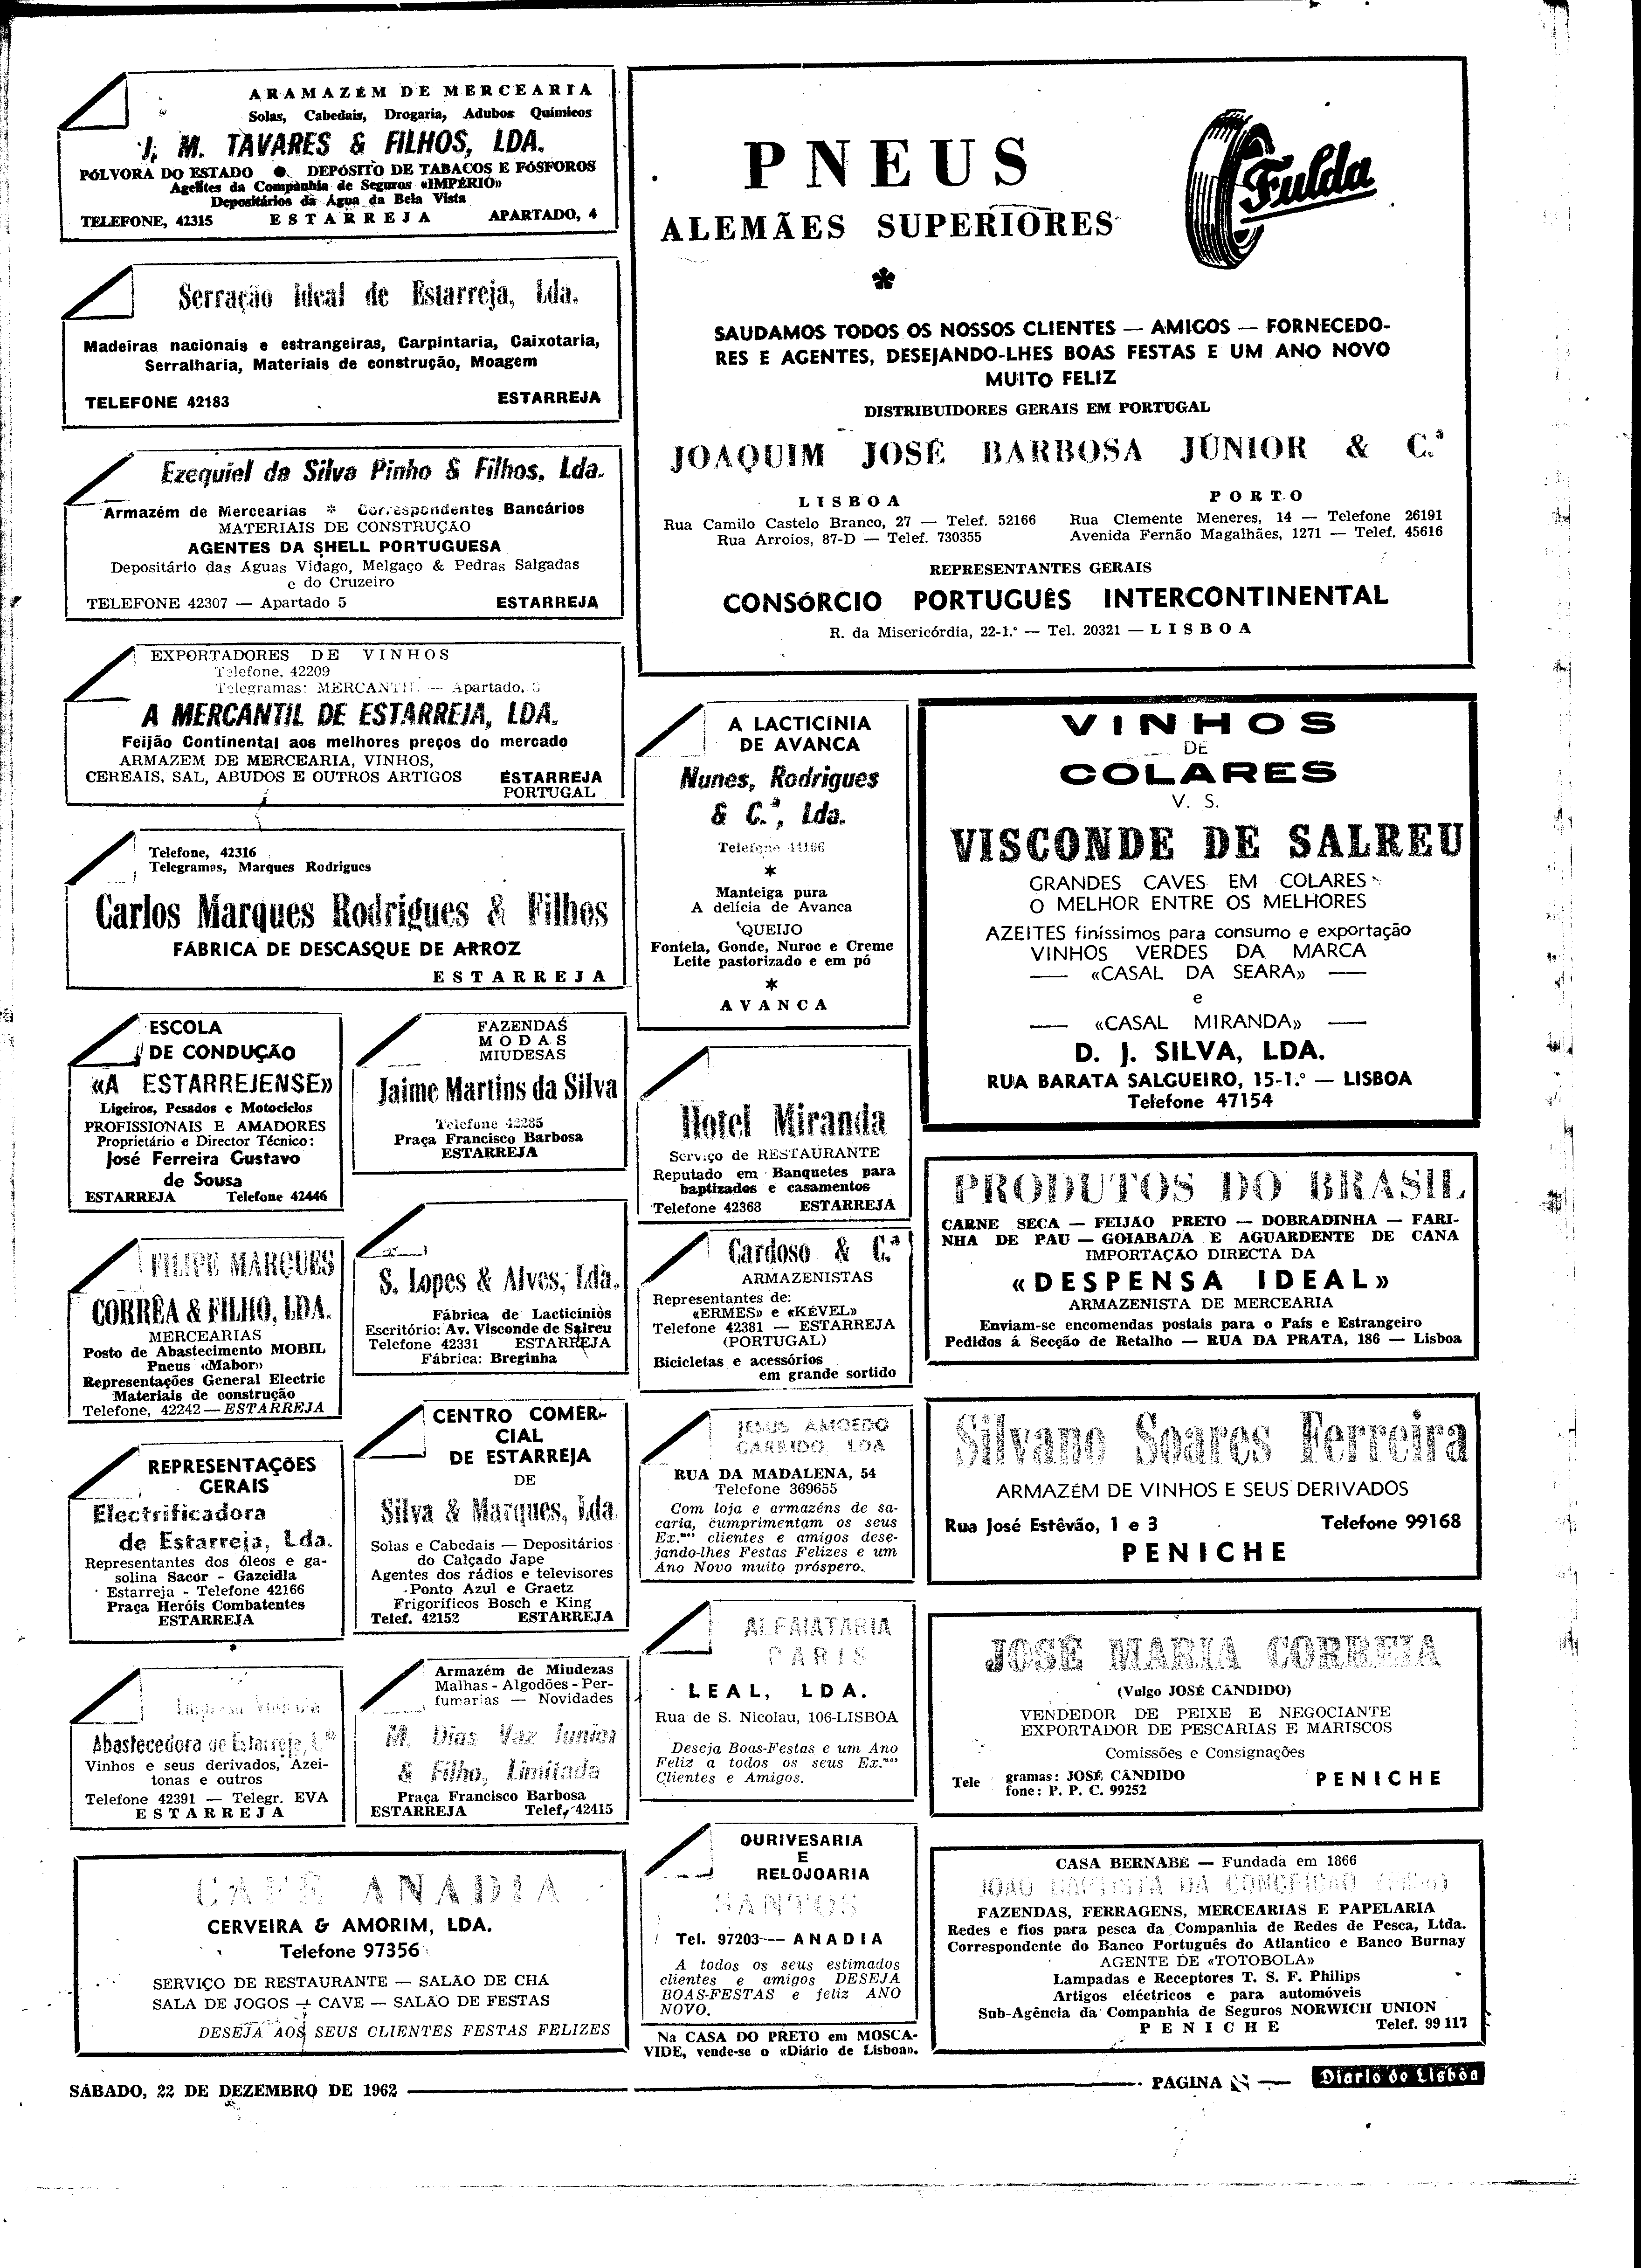 ARAMAZÉM DE MERCEARIA
Solas, Cabedais, Drogaria, Adubos Químicos
J. M. TAVARES & FILHOS, LDA.
PÓLVORA DO ESTADO ● DEPÓSITO DE TABACOS E FÓSFOROS
Agentes da Companhia de Seguros «IMPÉRIO»
Depositários da Água da Bela Vista
TELEFONE, 42315 ESTARREJA APARTADO, 4
Serração Ideal de Estarreja, Lda.
Madeiras nacionais e estrangeiras, Carpintaria, Caixotaria,
Serralharia, Materiais de construção, Moagem
TELEFONE 42183 ESTARREJA
Ezequiel da Silva Pinho & Filhos, Lda.
Armazém de Mercearias * Correspondentes Bancários
MATERIAIS DE CONSTRUÇÃO
AGENTES DA SHELL PORTUGUESA
Depositário das Águas Vidago, Melgaço & Pedras Salgadas
e do Cruzeiro
TELEFONE 42307 — Apartado 5 ESTARREJA
EXPORTADORES DE VINHOS
Telefone, 42209
Telegramas: MERCANTIL — Apartado,
A MERCANTIL DE ESTARREJA, LDA.
Feijão Continental aos melhores preços do mercado
ARMAZEM DE MERCEARIA, VINHOS,
CEREAIS, SAL, ABUDOS E OUTROS ARTIGOS ESTARREJA
PORTUGAL
Telefone, 42316
Telegramas, Marques Rodrigues
Carlos Marques Rodrigues & Filhos
FÁBRICA DE DESCASQUE DE ARROZ
ESTARREJA
ESCOLA
DE CONDUÇÃO
«A ESTARREJENSE»
Ligeiros, Pesados e Motociclos
PROFISSIONAIS E AMADORES
Proprietário e Director Técnico:
José Ferreira Gustavo
de Sousa
ESTARREJA Telefone 42446
FAZENDAS
MODAS
MIUDESAS
Jaime Martins da Silva
Telefone 42285
Praça Francisco Barbosa
ESTARREJA
FILIPE MARQUES
CORRÊA & FILHO, LDA.
MERCEARIAS
Posto de Abastecimento MOBIL
Pneus «Mabor»
Representações General Electric
Materiais de construção
Telefone, 42242 — ESTARREJA
S. Lopes & Alves, Lda.
Fábrica de Lacticínios
Escritório: Av. Visconde de Salreu
Telefone 42331 ESTARREJA
Fábrica: Breginha
REPRESENTAÇÕES
GERAIS
Electrificadora
de Estarreja, Lda.
Representantes dos óleos e ga-
solina Sacor - Gazcidla
Estarreja - Telefone 42166
Praça Heróis Combatentes
ESTARREJA
CENTRO COMER-
CIAL
DE ESTARREJA
DE
Silva & Marques, Lda.
Solas e Cabedais — Depositários
do Calçado Jape
Agentes dos rádios e televisores
Ponto Azul e Graetz
Frigoríficos Bosch e King
Telef. 42152 ESTARREJA
Abastecedora de Estarreja,
Vinhos e seus derivados, Azei-
tonas e outros
Telefone 42391 — Telegr. EVA
ESTARREJA
Armazém de Miudezas
Malhas - Algodões - Per-
fumarias — Novidades
M. Dias Vaz Junior
& Filho, Limitada
Praça Francisco Barbosa
ESTARREJA Telef, 42415
CAFÉ ANADIA
CERVEIRA & AMORIM, LDA.
Telefone 97356
SERVIÇO DE RESTAURANTE — SALÃO DE CHÁ
SALA DE JOGOS — CAVE — SALÃO DE FESTAS
DESEJA AOS SEUS CLIENTES FESTAS FELIZES
PNEUS
ALEMÃES SUPERIORES
Fulda
*
SAUDAMOS TODOS OS NOSSOS CLIENTES — AMIGOS — FORNECEDO-
RES E AGENTES, DESEJANDO-LHES BOAS FESTAS E UM ANO NOVO
MUITO FELIZ
DISTRIBUIDORES GERAIS EM PORTUGAL
JOAQUIM JOSÉ BARBOSA JÚNIOR & C.ª
LISBOA
Rua Camilo Castelo Branco, 27 — Telef. 52166
Rua Arroios, 87-D — Telef. 730355
PORTO
Rua Clemente Meneres, 14 — Telefone 26191
Avenida Fernão Magalhães, 1271 — Telef. 45616
REPRESENTANTES GERAIS
CONSÓRCIO PORTUGUÊS INTERCONTINENTAL
R. da Misericórdia, 22-1.º — Tel. 20321 — LISBOA
A LACTICÍNIA
DE AVANCA
Nunes, Rodrigues
& C.ª, Lda.
Telefone
*
Manteiga pura
A delícia de Avanca
QUEIJO
Fontela, Gonde, Nuroc e Creme
Leite pastorizado e em pó
*
AVANCA
Hotel Miranda
Serviço de RESTAURANTE
Reputado em Banquetes para
baptizados e casamentos
Telefone 42368 ESTARREJA
Cardoso & C.ª
ARMAZENISTAS
Representantes de:
«ERMES» e «KÉVEL»
Telefone 42381 — ESTARREJA
(PORTUGAL)
Bicicletas e acessórios
em grande sortido
JESUS AMOEDO
GARRIDO, LDA
RUA DA MADALENA, 54
Telefone 369655
Com loja e armazéns de sa-
caria, cumprimentam os seus
Ex.mos clientes e amigos dese-
jando-lhes Festas Felizes e um
Ano Novo muito próspero.
ALFAIATARIA
PARIS
LEAL, LDA.
Rua de S. Nicolau, 106-LISBOA
Deseja Boas-Festas e um Ano
Feliz a todos os seus Ex.mos
Clientes e Amigos.
OURIVESARIA
E
RELOJOARIA
SANTOS
Tel. 97203 — ANADIA
A todos os seus estimados
clientes e amigos DESEJA
BOAS-FESTAS e feliz ANO
NOVO.
Na CASA DO PRETO em MOSCA-
VIDE, vende-se o «Diário de Lisboa».
VINHOS
DE
COLARES
V. S.
VISCONDE DE SALREU
GRANDES CAVES EM COLARES
O MELHOR ENTRE OS MELHORES
AZEITES finíssimos para consumo e exportação
VINHOS VERDES DA MARCA
— «CASAL DA SEARA» —
e
— «CASAL MIRANDA» —
D. J. SILVA, LDA.
RUA BARATA SALGUEIRO, 15-1.º — LISBOA
Telefone 47154
PRODUTOS DO BRASIL
CARNE SECA — FEIJAO PRETO — DOBRADINHA — FARI-
NHA DE PAU — GOIABADA E AGUARDENTE DE CANA
IMPORTAÇÃO DIRECTA DA
«DESPENSA IDEAL»
ARMAZENISTA DE MERCEARIA
Enviam-se encomendas postais para o País e Estrangeiro
Pedidos á Secção de Retalho — RUA DA PRATA, 186 — Lisboa
Silvano Soares Ferreira
ARMAZÉM DE VINHOS E SEUS DERIVADOS
Rua José Estêvão, 1 e 3 Telefone 99168
PENICHE
JOSÉ MARIA CORREIA
(Vulgo JOSÉ CÂNDIDO)
VENDEDOR DE PEIXE E NEGOCIANTE
EXPORTADOR DE PESCARIAS E MARISCOS
Comissões e Consignações
Tele gramas: JOSÉ CÂNDIDO
fone: P. P. C. 99252
PENICHE
CASA BERNABÉ — Fundada em 1866
JOÃO BAPTISTA DA CONCEIÇÃO (Filho)
FAZENDAS, FERRAGENS, MERCEARIAS E PAPELARIA
Redes e fios para pesca da Companhia de Redes de Pesca, Ltda.
Correspondente do Banco Português do Atlantico e Banco Burnay
AGENTE DE «TOTOBOLA»
Lampadas e Receptores T. S. F. Philips
Artigos eléctricos e para automóveis
Sub-Agência da Companhia de Seguros NORWICH UNION
PENICHE Telef. 99 117
SÁBADO, 22 DE DEZEMBRO DE 1962 — PAGINA — Diario de Lisboa